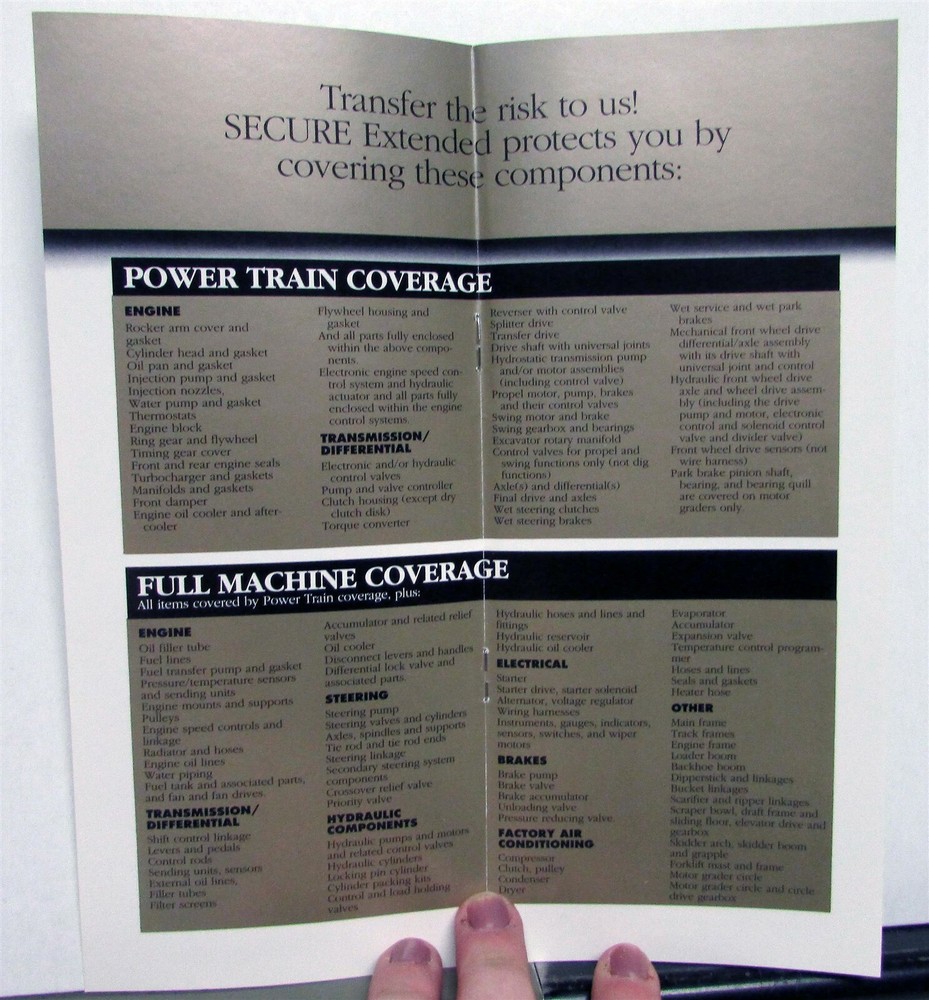 Transfer the risk to us!
SECURE Extended protects you by
covering these components:
POWER TRAIN COVERAGE
ENGINE
Rocker arm cover and
gasket
Cylinder head and gasket
Oil pan and gasket
Injection pump and gasket
Injection nozzles,
Water pump and gasket
Thermostats
Engine block
Ring gear and flywheel
Timing gear cover
Front and rear engine seals
Turbocharger and gaskets
Manifolds and gaskets
Front damper
Engine oil cooler and after-
cooler
Flywheel housing and
gasket
And all parts fully enclosed
within the above compo-
nents.
Electronic engine speed con-
trol system and hydraulic
actuator and all parts fully
enclosed within the engine
control systems.
TRANSMISSION/
DIFFERENTIAL
Electronic and/or hydraulic
control valves
Pump and valve controller
Clutch housing (except dry
clutch disk)
Torque converter
Reverser with control valve
Splitter drive
Transfer drive
Drive shaft with universal joints
Hydrostatic transmission pump
and/or motor assemblies
(including control valve)
Propel motor, pump, brakes
and their control valves
Swing motor and brake
Swing gearbox and bearings
Excavator rotary manifold
Control valves for propel and
swing functions only (not dig
functions)
Axle(s) and differential(s)
Final drive and axles
Wet steering clutches
Wet steering brakes
Wet service and wet park
brakes
Mechanical front wheel drive
differential/axle assembly
with its drive shaft with
universal joint and control
Hydraulic front wheel drive
axle and wheel drive assem-
bly (including the drive
pump and motor, electronic
control and solenoid control
valve and divider valve)
Front wheel drive sensors (not
wire harness)
Park brake pinion shaft,
bearing, and bearing quill
are covered on motor
graders only.
FULL MACHINE COVERAGE
All items covered by Power Train coverage, plus:
ENGINE
Oil filler tube
Fuel lines
Fuel transfer pump and gasket
Pressure/temperature sensors
and sending units
Engine mounts and supports
Pulleys
Engine speed controls and
linkage
Radiator and hoses
Engine oil lines
Water piping
Fuel tank and associated parts,
and fan and fan drives.
TRANSMISSION/
DIFFERENTIAL
Shift control linkage
Levers and pedals
Control rods
Sending units, sensors
External oil lines,
Filler tubes
Filter screens
Accumulator and related relief
valves
Oil cooler
Disconnect levers and handles
Differential lock valve and
associated parts.
STEERING
Steering pump
Steering valves and cylinders
Axles, spindles and supports
Tie rod and tie rod ends
Steering linkage
Secondary steering system
components
Crossover relief valve
Priority valve
HYDRAULIC
COMPONENTS
Hydraulic pumps and motors
and related control valves
Hydraulic cylinders
Locking pin cylinder
Cylinder packing kits
Control and load holding
valves
Hydraulic hoses and lines and
fittings
Hydraulic reservoir
Hydraulic oil cooler
ELECTRICAL
Starter
Starter drive, starter solenoid
Alternator, voltage regulator
Wiring harnesses
Instruments, gauges, indicators,
sensors, switches, and wiper
motors
BRAKES
Brake pump
Brake valve
Brake accumulator
Unloading valve
Pressure reducing valve.
FACTORY AIR
CONDITIONING
Compressor
Clutch, pulley
Condenser
Dryer
Evaporator
Accumulator
Expansion valve
Temperature control program-
mer
Hoses and lines
Seals and gaskets
Heater hose
OTHER
Main frame
Track frames
Engine frame
Loader boom
Backhoe boom
Dipperstick and linkages
Bucket linkages
Scarifier and ripper linkages
Scraper bowl, draft frame and
sliding floor, elevator drive and
gearbox
Skidder arch, skidder boom
and grapple
Forklift mast and frame
Motor grader circle
Motor grader circle and circle
drive gearbox